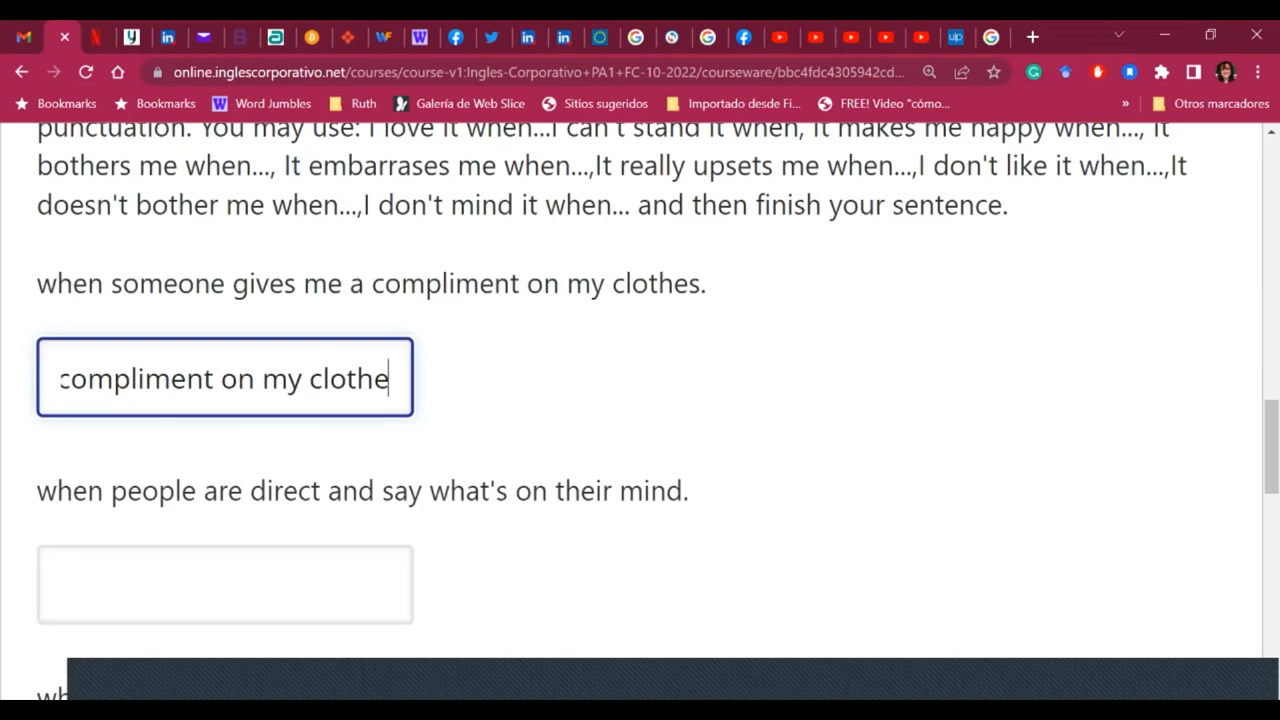 online.inglescorporativo.net/courses/course-v1:Ingles-Corporativo+PA1+FC-10-2022/courseware/bbc4fdc4305942cd...
Bookmarks Bookmarks Word Jumbles Ruth Galería de Web Slice Sitios sugeridos Importado desde Fi... FREE! Video "cómo... » Otros marcadores
punctuation. You may use: I love it when...I can't stand it when, It makes me happy when..., It
bothers me when..., It embarrases me when...,It really upsets me when...,I don't like it when...,It
doesn't bother me when...,I don't mind it when... and then finish your sentence.
when someone gives me a compliment on my clothes.
compliment on my clothe
when people are direct and say what's on their mind.